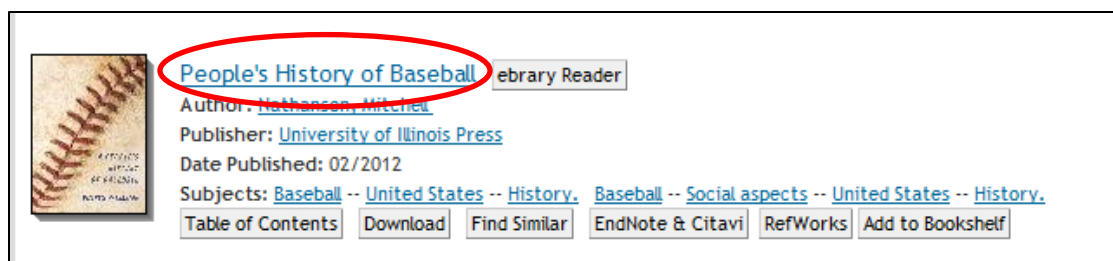 People's History of Baseball ebrary Reader
Author: Nathanson, Mitchell
Publisher: University of Illinois Press
Date Published: 02/2012
Subjects: Baseball -- United States -- History. Baseball -- Social aspects -- United States -- History.
Table of Contents Download Find Similar EndNote & Citavi RefWorks Add to Bookshelf